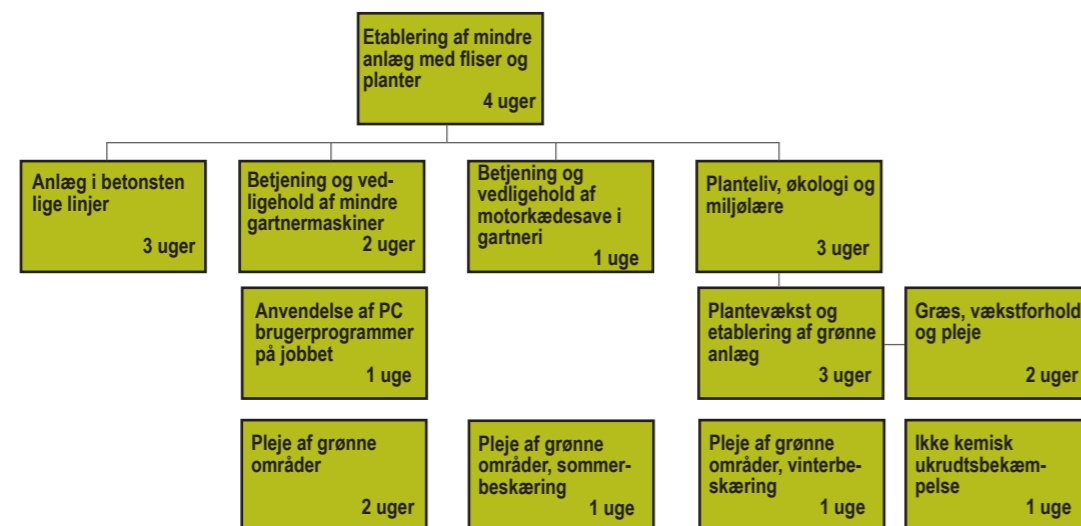 Etablering af mindre
anlæg med fliser og
planter
4 uger
Anlæg i betonsten
lige linjer
3 uger
Betjening og ved-
ligehold af mindre
gartnermaskiner
2 uger
Betjening og
vedligehold af
motorkædesave i
gartneri
1 uge
Planteliv, økologi og
miljølære
3 uger
Anvendelse af PC
brugerprogrammer
på jobbet
1 uge
Plantevækst og
etablering af grønne
anlæg
3 uger
Græs, vækstforhold
og pleje
2 uger
Pleje af grønne
områder
2 uger
Pleje af grønne
områder, sommer-
beskæring
1 uge
Pleje af grønne
områder, vinterbe-
skæring
1 uge
Ikke kemisk
ukrudtsbekæm-
pelse
1 uge